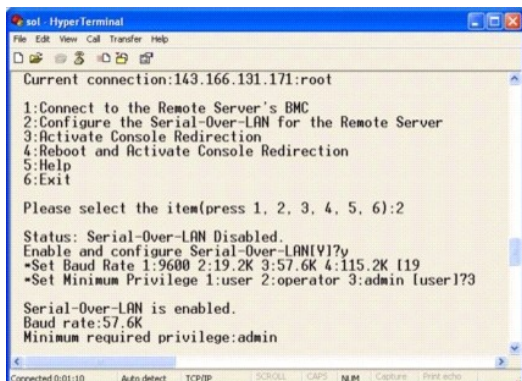 sol - HyperTerminal
File Edit View Call Transfer Help
Current connection:143.166.131.171:root
1:Connect to the Remote Server's BMC
2:Configure the Serial-Over-LAN for the Remote Server
3:Activate Console Redirection
4:Reboot and Activate Console Redirection
5:Help
6:Exit
Please select the item(press 1, 2, 3, 4, 5, 6):2
Status: Serial-Over-LAN Disabled.
Enable and configure Serial-Over-LAN[Y]?y
-Set Baud Rate 1:9600 2:19.2K 3:57.6K 4:115.2K [19
-Set Minimum Privilege 1:user 2:operator 3:admin [user]?3
Serial-Over-LAN is enabled.
Baud rate:57.6K
Minimum required privilege:admin
Connected 0:01:10 Auto detect TCP/IP SCROLL CAPS NUM Capture Print echo